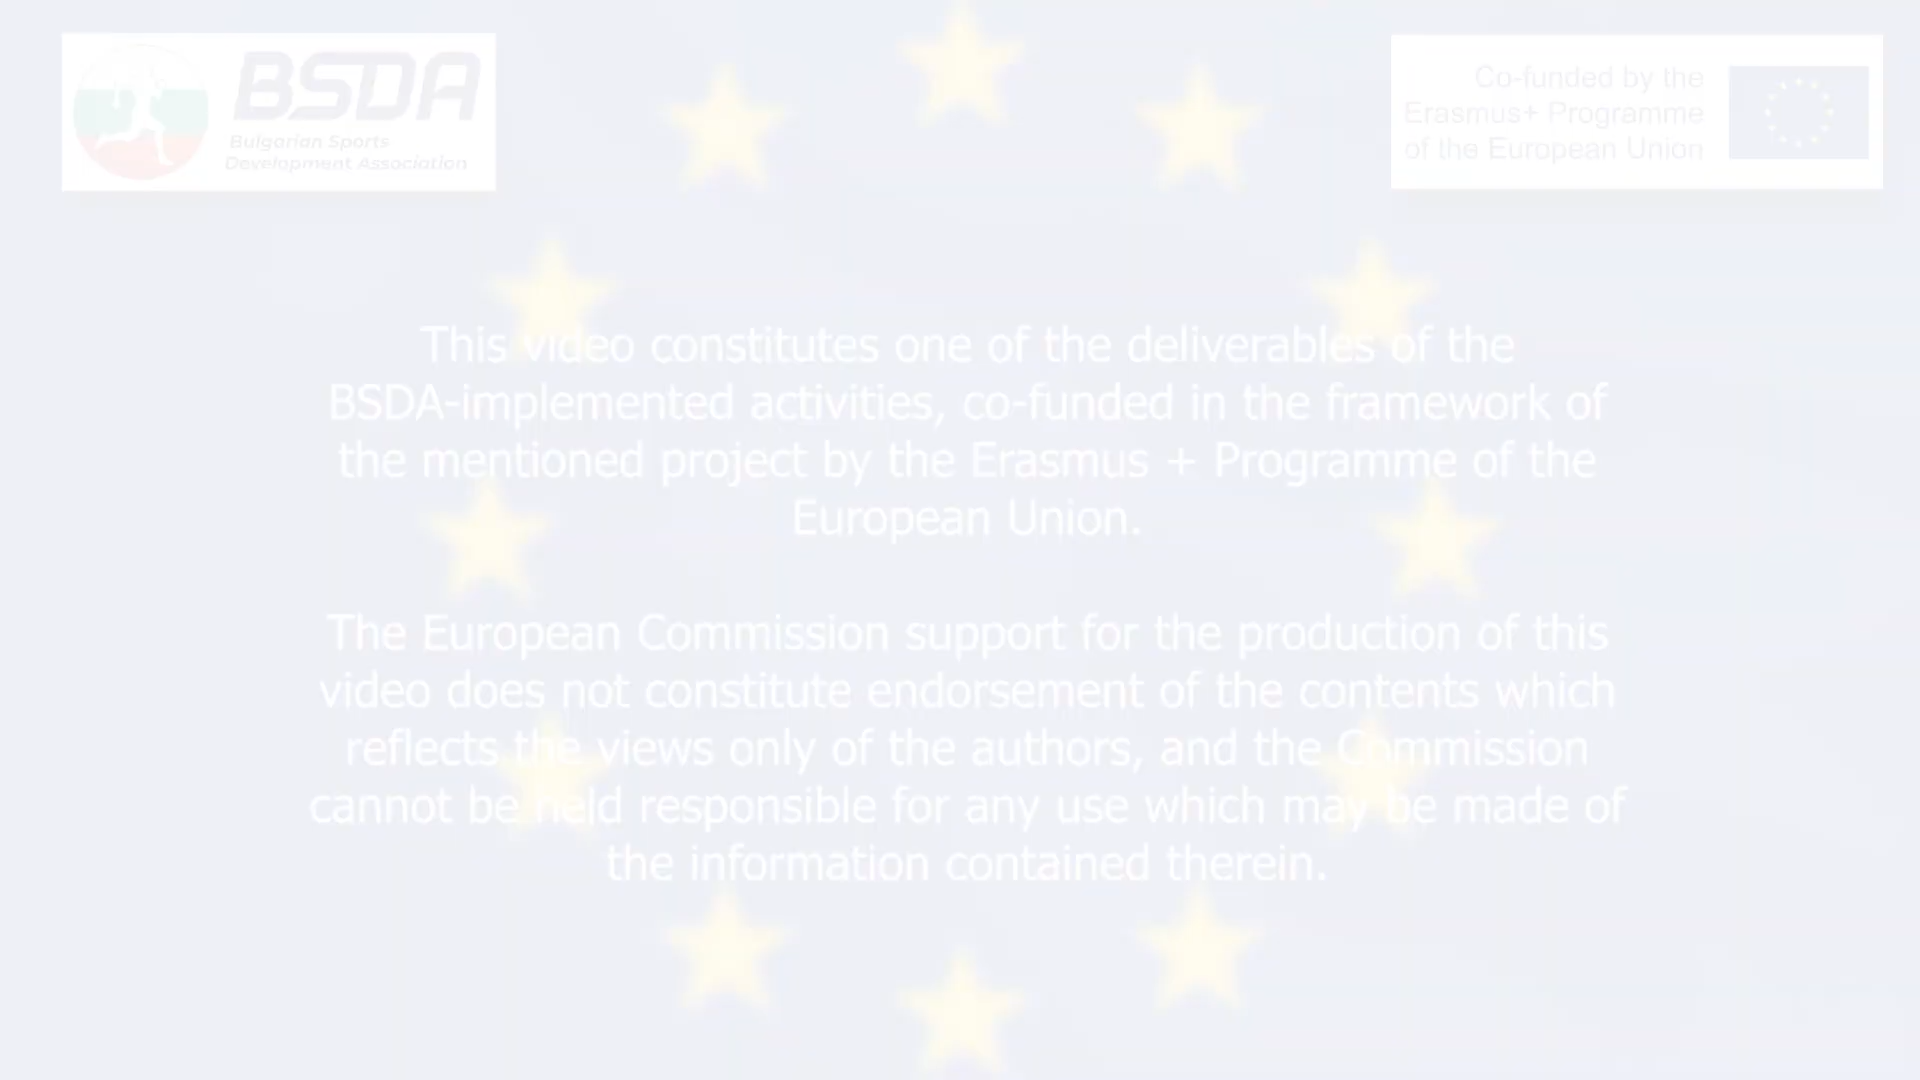 BSDA
Bulgarian Sports
Development Association
Co-funded by the
Erasmus+ Programme
of the European Union
This video constitutes one of the deliverables of the
BSDA-implemented activities, co-funded in the framework of
the mentioned project by the Erasmus + Programme of the
European Union.
The European Commission support for the production of this
video does not constitute endorsement of the contents which
reflects the views only of the authors, and the Commission
cannot be held responsible for any use which may be made of
the information contained therein.